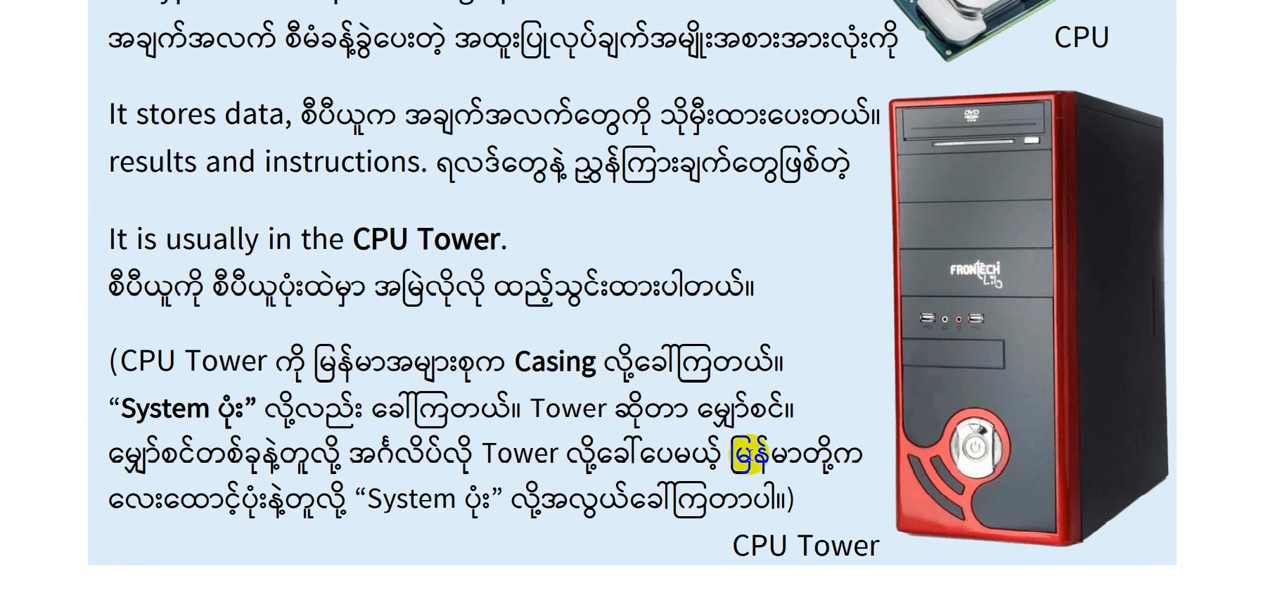 အချက်အလက် စီမံခန့်ခွဲပေးတဲ့ အထူးပြုလုပ်ချက်အမျိုးအစားအားလုံးကို
CPU
It stores data, စီပီယူက အချက်အလက်တွေကို သိုမှီးထားပေးတယ်။
results and instructions. ရလဒ်တွေနဲ့ ညွှန်ကြားချက်တွေဖြစ်တဲ့
It is usually in the CPU Tower.
စီပီယူကို စီပီယူပုံးထဲမှာ အမြဲလိုလို ထည့်သွင်းထားပါတယ်။
(CPU Tower ကို မြန်မာအများစုက Casing လို့ခေါ်ကြတယ်။
“System ပုံး” လို့လည်း ခေါ်ကြတယ်။ Tower ဆိုတာ မျှော်စင်။
မျှော်စင်တစ်ခုနဲ့တူလို့ အင်္ဂလိပ်လို Tower လို့ခေါ်ပေမယ့် မြန်မာတို့က
လေးထောင့်ပုံးနဲ့တူလို့ “System ပုံး” လို့အလွယ်ခေါ်ကြတာပါ။)
CPU Tower
DVD
FRONTECH